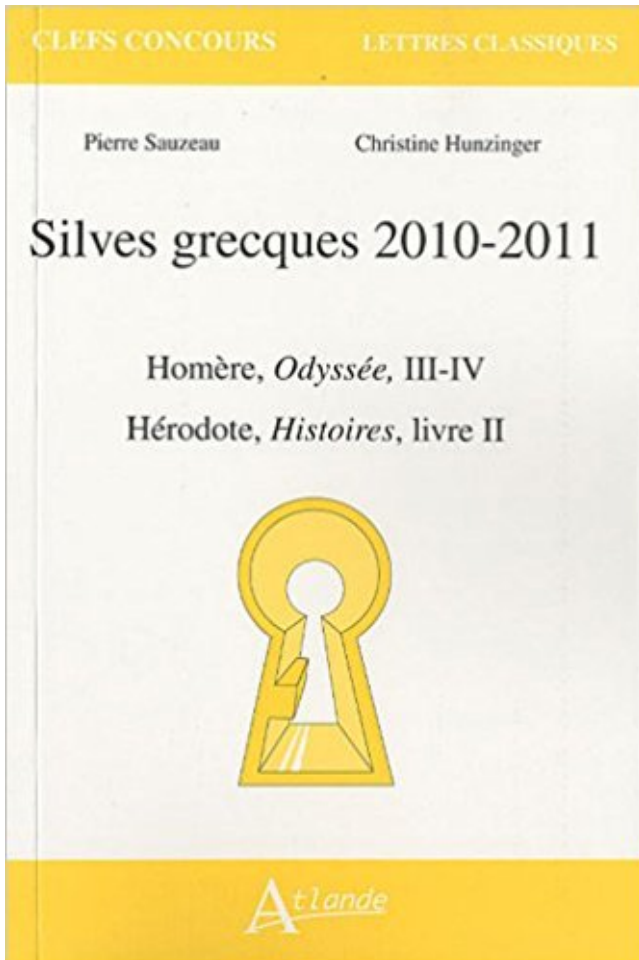 CLEFS CONCOURS LETTRES CLASSIQUES
Pierre Sauzeau Christine Hunzinger
Silves grecques 2010-2011
Homère, Odyssée, III-IV
Hérodote, Histoires, livre II
Atlande